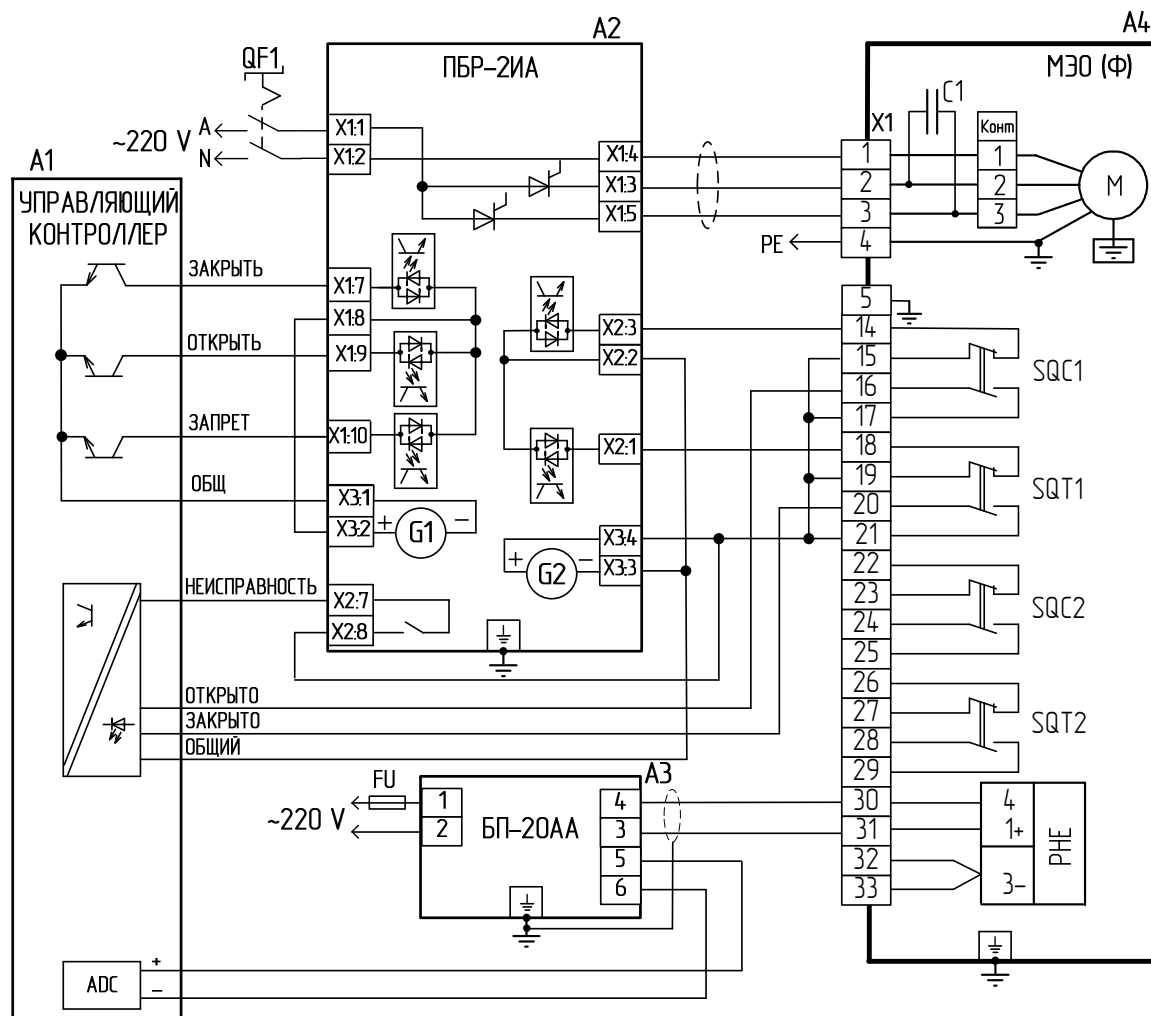 A1
УПРАВЛЯЮЩИЙ
КОНТРОЛЛЕР
ЗАКРЫТЬ
ОТКРЫТЬ
ЗАПРЕТ
ОБЩ
НЕИСПРАВНОСТЬ
ОТКРЫТО
ЗАКРЫТО
ОБЩИЙ
ADC
+
–
QF1
~220 V
A
N
A2
ПБР-2ИА
X1:1
X1:2
X1:7
X1:8
X1:9
X1:10
X3:1
X3:2
X2:7
X2:8
+
G1
–
X1:4
X1:3
X1:5
X2:3
X2:2
X2:1
X3:4
X3:3
+
G2
–
A3
FU
~220 V
1
2
БП-20АА
4
3
5
6
A4
МЭО (Ф)
X1
C1
PE
1
2
3
4
5
14
15
16
17
18
19
20
21
22
23
24
25
26
27
28
29
30
31
32
33
Конт
1
2
3
M
SQC1
SQT1
SQC2
SQT2
4
1+
3–
РНЕ